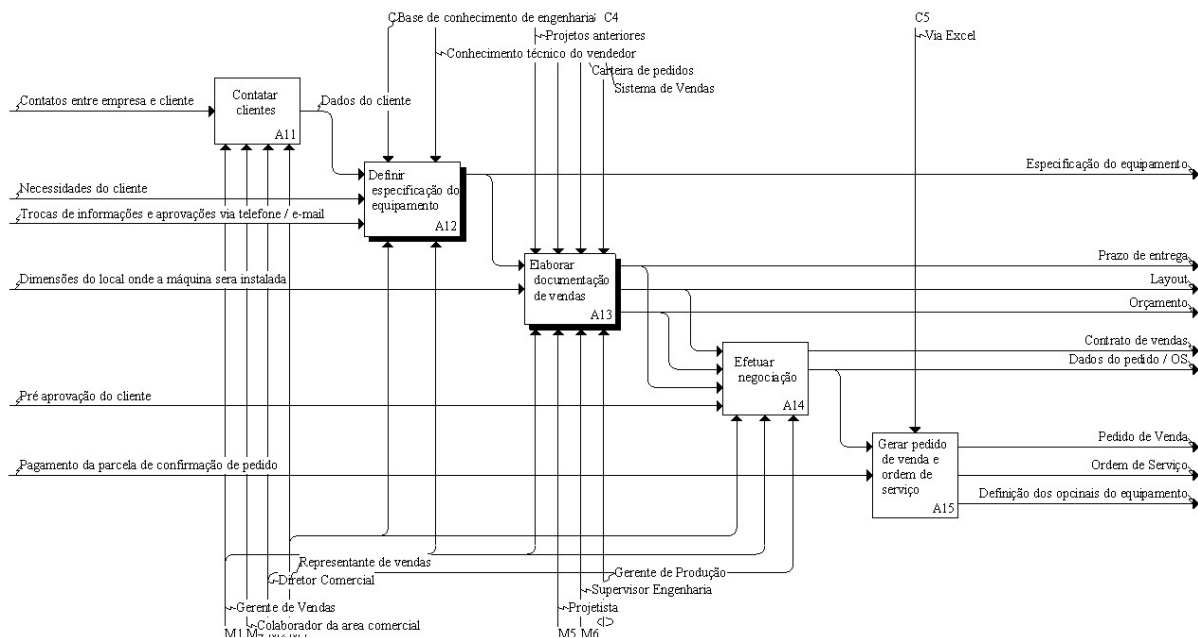 Base de conhecimento de engenharia
C4
C5
Projetos anteriores
Via Excel
Conhecimento técnico do vendedor
Carteira de pedidos
Sistema de Vendas
Contatos entre empresa e cliente
Contatar
clientes
A11
Dados do cliente
Definir
especificação do
equipamento
A12
Especificação do equipamento
Necessidades do cliente
Trocas de informações e aprovações via telefone / e-mail
Elaborar
documentação
de vendas
A13
Prazo de entrega
Dimensões do local onde a máquina sera instalada
Layout
Orçamento
Efetuar
negociação
A14
Contrato de vendas
Dados do pedido / OS
Pré aprovação do cliente
Gerar pedido
de venda e
ordem de
serviço
A15
Pedido de Venda
Pagamento da parcela de confirmação de pedido
Ordem de Serviço
Definição dos opcinais do equipamento
Representante de vendas
Gerente de Produção
Diretor Comercial
Supervisor Engenharia
Gerente de Vendas
Projetista
Colaborador da area comercial
M1
M5 M6